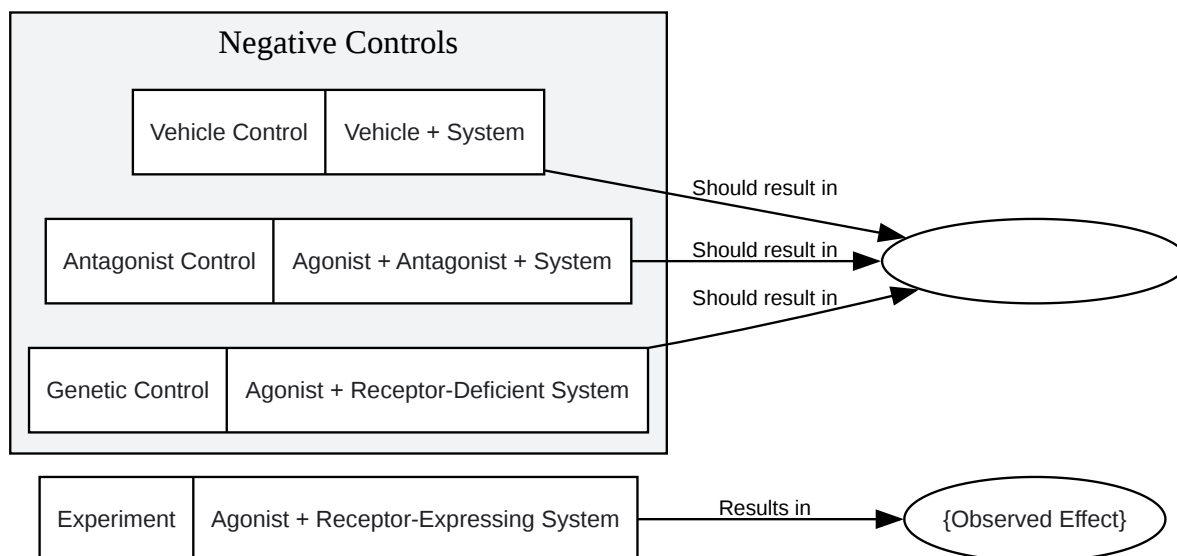 Negative Controls
Vehicle Control
Vehicle + System
Should result in
Antagonist Control
Agonist + Antagonist + System
Should result in
Should result in
Genetic Control
Agonist + Receptor-Deficient System
Experiment
Agonist + Receptor-Expressing System
Results in
{Observed Effect}